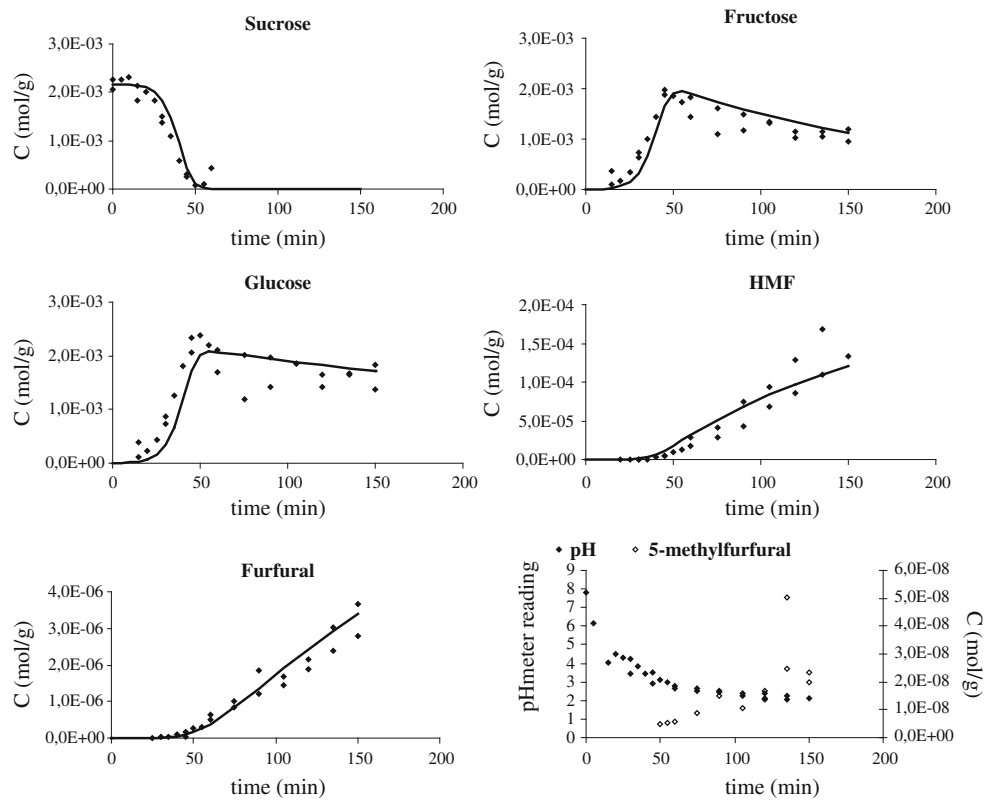 Sucrose
3,0E-03
2,0E-03
1,0E-03
0,0E+00
C (mol/g)
0 50 100 150 200
time (min)
Fructose
3,0E-03
2,0E-03
1,0E-03
0,0E+00
C (mol/g)
0 50 100 150 200
time (min)
Glucose
3,0E-03
2,0E-03
1,0E-03
0,0E+00
C (mol/g)
0 50 100 150 200
time (min)
HMF
2,0E-04
1,5E-04
1,0E-04
5,0E-05
0,0E+00
C (mol/g)
0 50 100 150 200
time (min)
Furfural
4,0E-06
3,0E-06
2,0E-06
1,0E-06
0,0E+00
C (mol/g)
0 50 100 150 200
time (min)
pH 5-methylfurfural
9
8
7
6
5
4
3
2
1
0
pHmeter reading
6,0E-08
5,0E-08
4,0E-08
3,0E-08
2,0E-08
1,0E-08
0,0E+00
C (mol/g)
0 50 100 150 200
time (min)